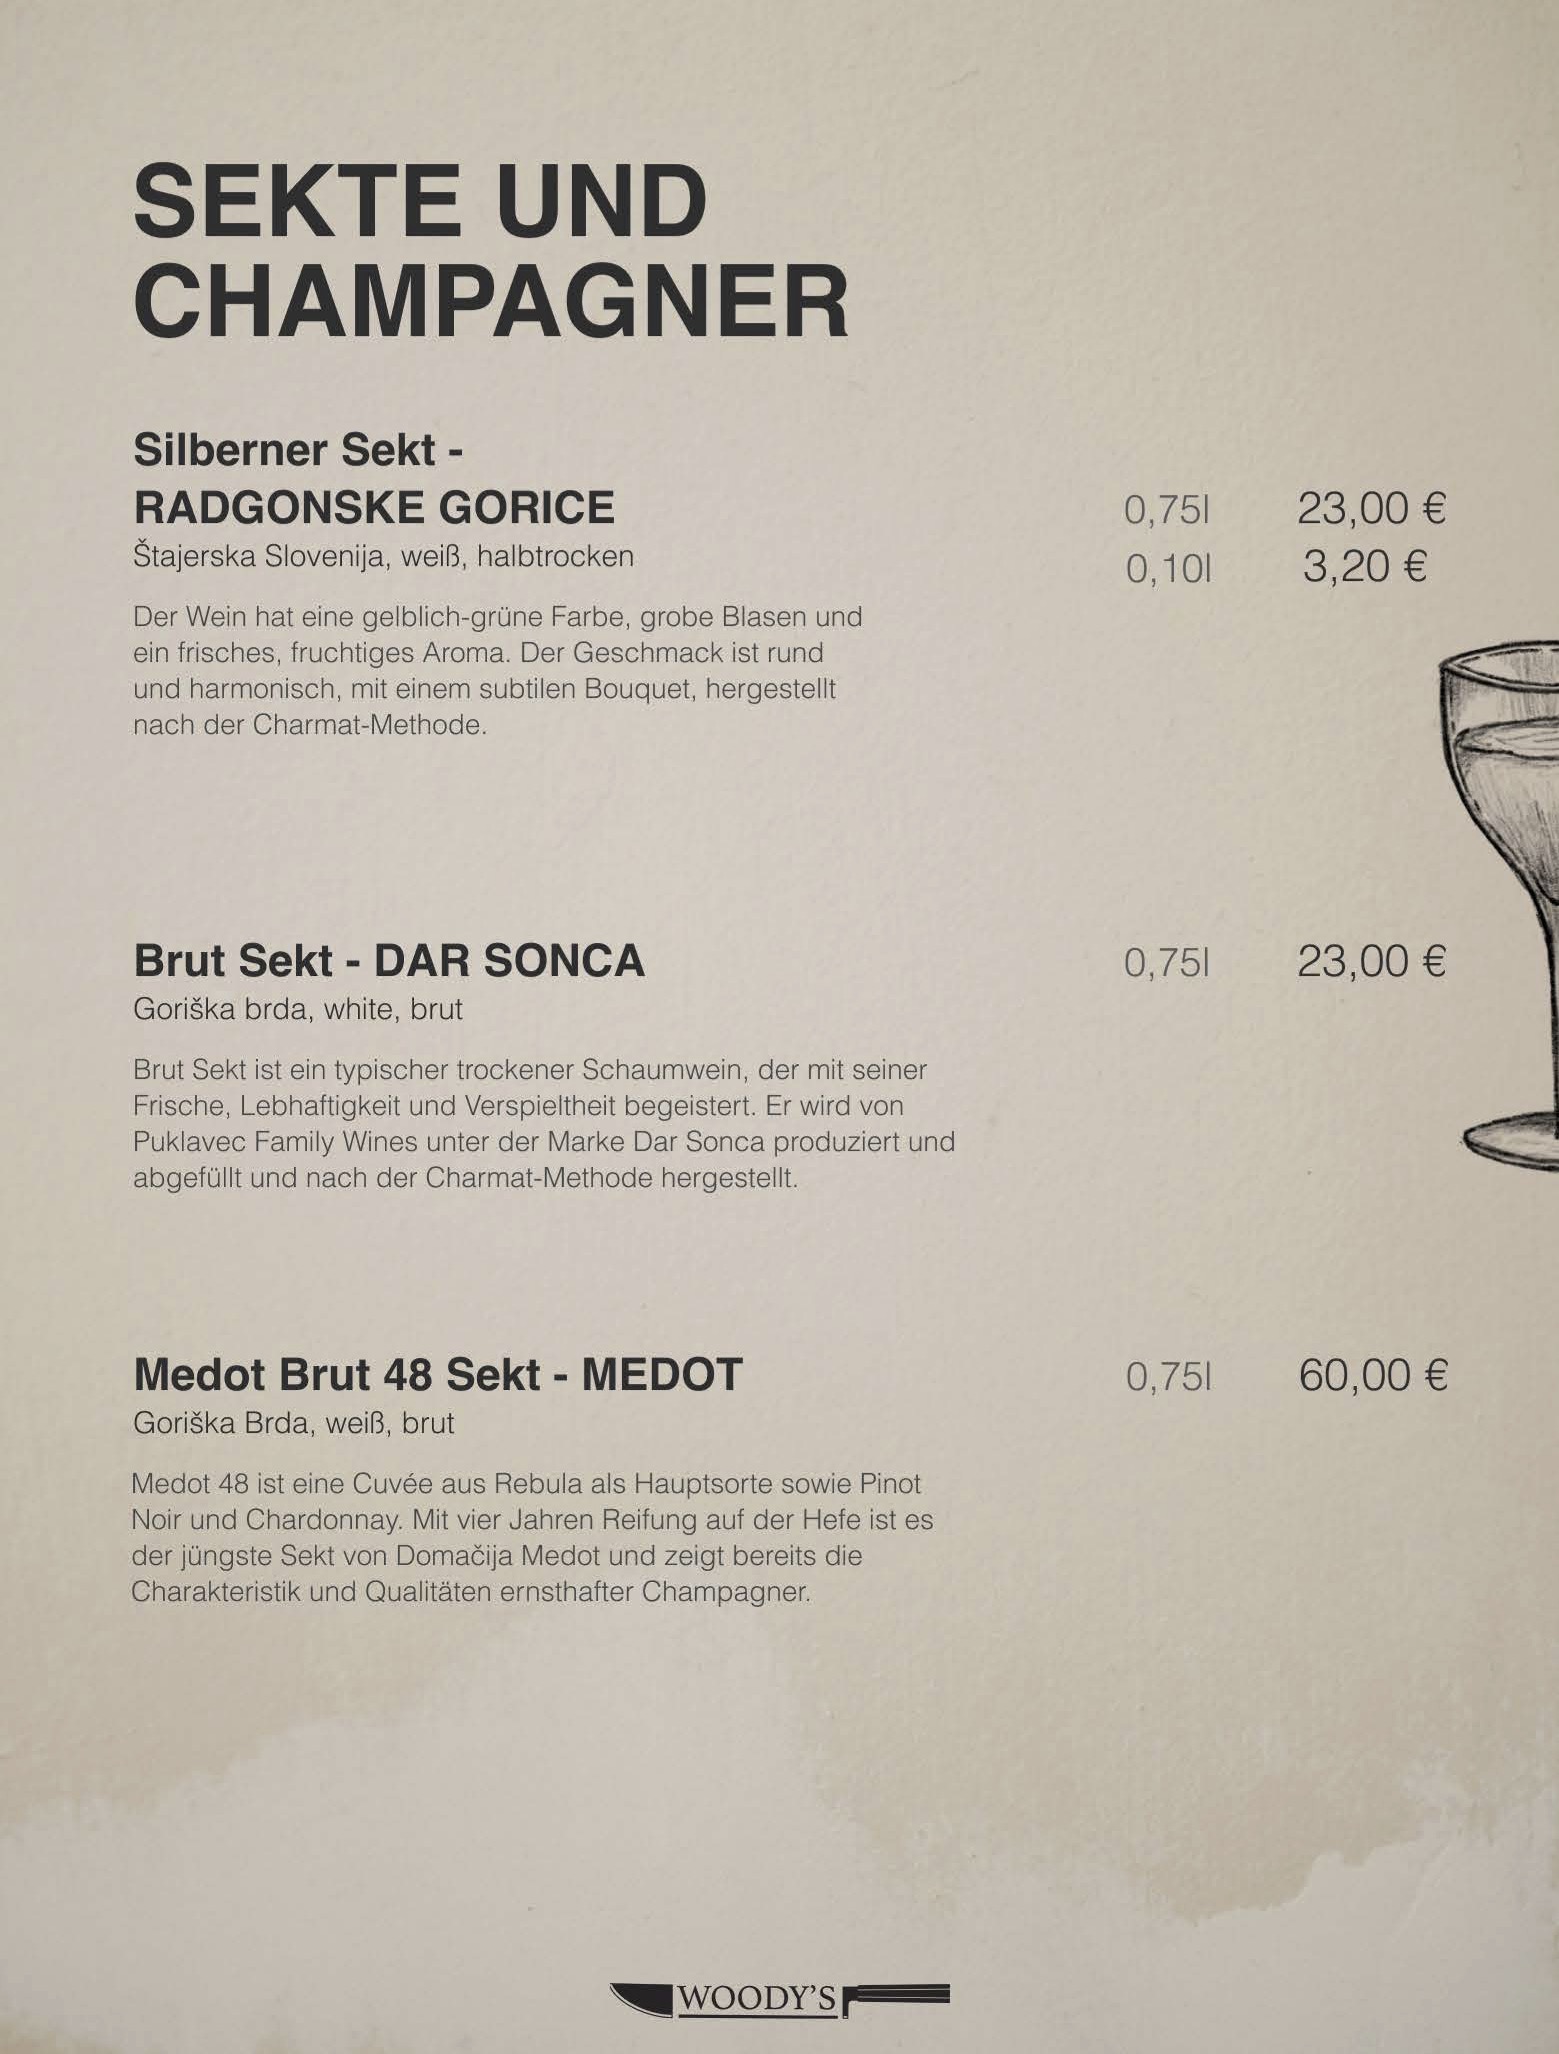 SEKTE UND
CHAMPAGNER
Silberner Sekt -
RADGONSKE GORICE 0,75l 23,00 €
Štajerska Slovenija, weiß, halbtrocken 0,10l 3,20 €
Der Wein hat eine gelblich-grüne Farbe, grobe Blasen und
ein frisches, fruchtiges Aroma. Der Geschmack ist rund
und harmonisch, mit einem subtilen Bouquet, hergestellt
nach der Charmat-Methode.
Brut Sekt - DAR SONCA 0,75l 23,00 €
Goriška brda, white, brut
Brut Sekt ist ein typischer trockener Schaumwein, der mit seiner
Frische, Lebhaftigkeit und Verspieltheit begeistert. Er wird von
Puklavec Family Wines unter der Marke Dar Sonca produziert und
abgefüllt und nach der Charmat-Methode hergestellt.
Medot Brut 48 Sekt - MEDOT 0,75l 60,00 €
Goriška Brda, weiß, brut
Medot 48 ist eine Cuvée aus Rebula als Hauptsorte sowie Pinot
Noir und Chardonnay. Mit vier Jahren Reifung auf der Hefe ist es
der jüngste Sekt von Domačija Medot und zeigt bereits die
Charakteristik und Qualitäten ernsthafter Champagner.
WOODY'S